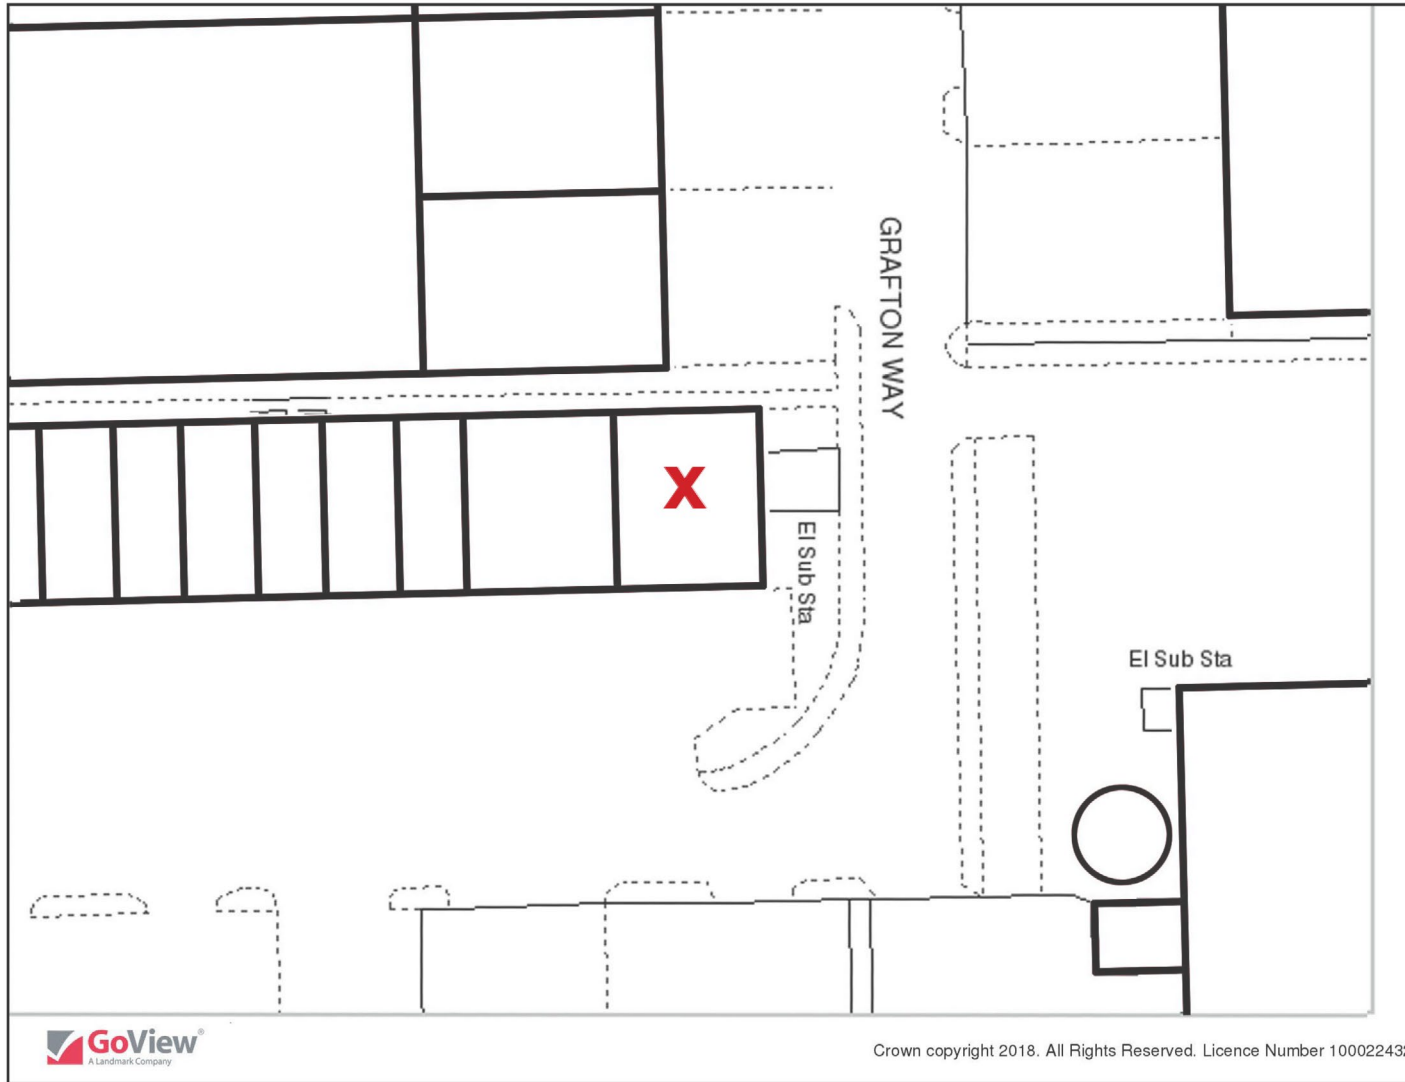 GRAFTON WAY
X
El Sub Sta
El Sub Sta
GoView®
A Landmark Company
Crown copyright 2018. All Rights Reserved. Licence Number 100022432